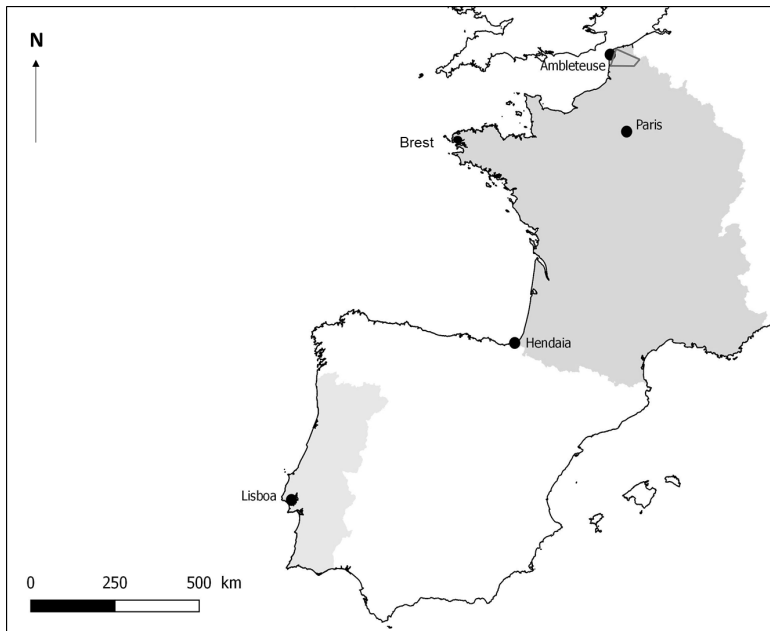 N
Ambleteuse
Paris
Brest
Hendaia
Lisboa
0 250 500 km